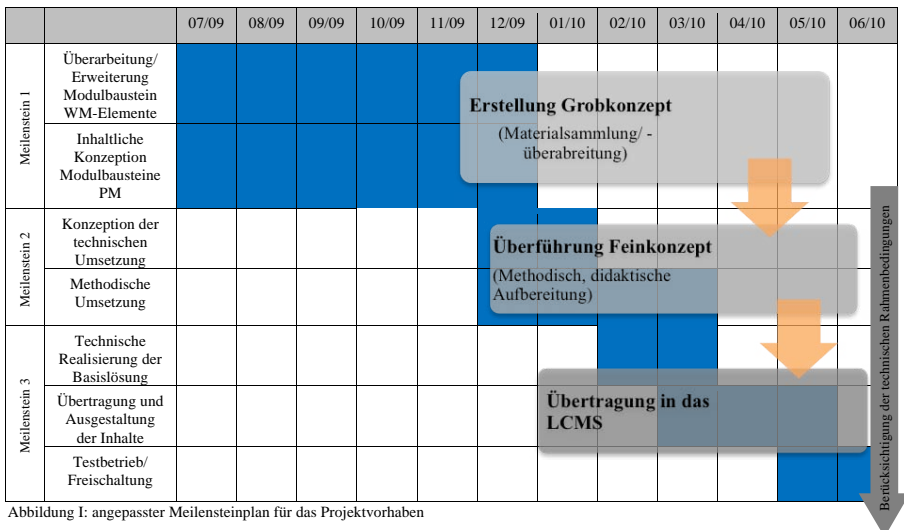 07/09 08/09 09/09 10/09 11/09 12/09 01/10 02/10 03/10 04/10 05/10 06/10
Meilenstein 1
Überarbeitung/
Erweiterung
Modulbaustein
WM-Elemente
Inhaltliche
Konzeption
Modulbausteine
PM
Erstellung Grobkonzept
(Materialsammlung/ -
überabreitung)
Meilenstein 2
Konzeption der
technischen
Umsetzung
Methodische
Umsetzung
Überführung Feinkonzept
(Methodisch, didaktische
Aufbereitung)
Meilenstein 3
Technische
Realisierung der
Basislösung
Übertragung und
Ausgestaltung
der Inhalte
Testbetrieb/
Freischaltung
Übertragung in das
LCMS
Berücksichtigung der technischen Rahmenbedingungen
Abbildung I: angepasster Meilensteinplan für das Projektvorhaben